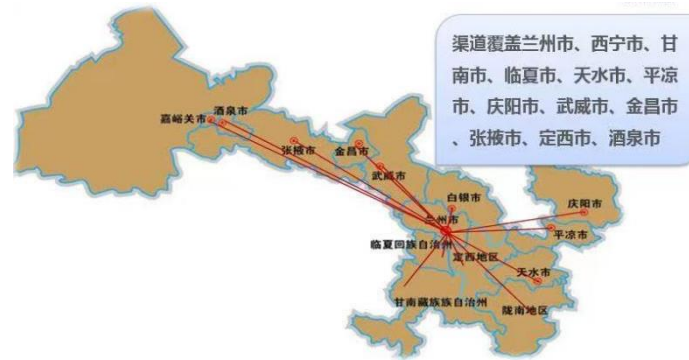 渠道覆盖兰州市、西宁市、甘
南市、临夏市、天水市、平凉
市、庆阳市、武威市、金昌市
、张掖市、定西市、酒泉市
酒泉市
嘉峪关市
张掖市
金昌市
武威市
白银市
庆阳市
兰州市
平凉市
临夏回族自治州
定西地区
天水市
甘南藏族族自治州
陇南地区